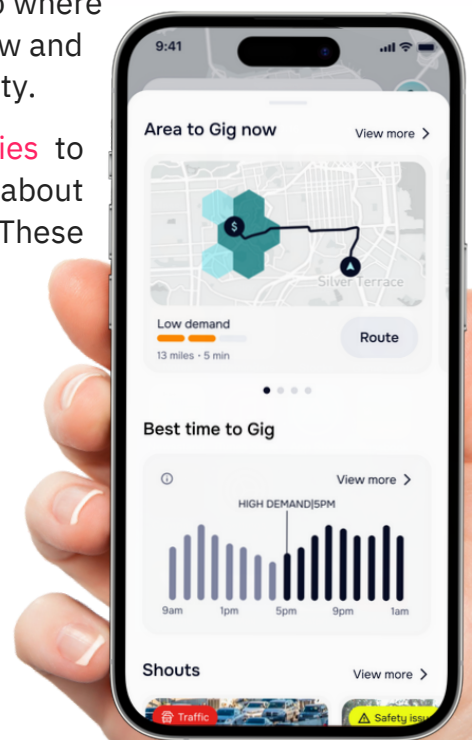 where
w and
ty.
ies to
about
These
9:41
Area to Gig now
View more
$
Silver Terrace
Low demand
13 miles • 5 min
Route
Best time to Gig
View more
HIGH DEMAND|5PM
9am 1pm 5pm 9pm 1am
Shouts
View more
Traffic
Safety issu